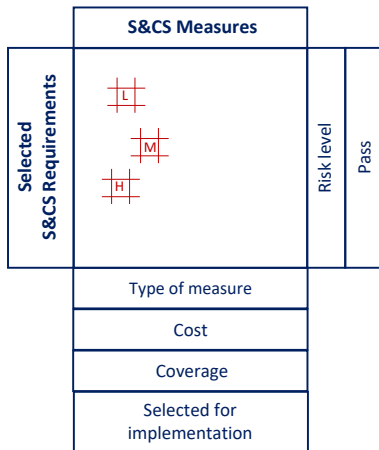 S&CS Measures
Selected
S&CS Requirements
L
M
H
Risk level
Pass
Type of measure
Cost
Coverage
Selected for
implementation